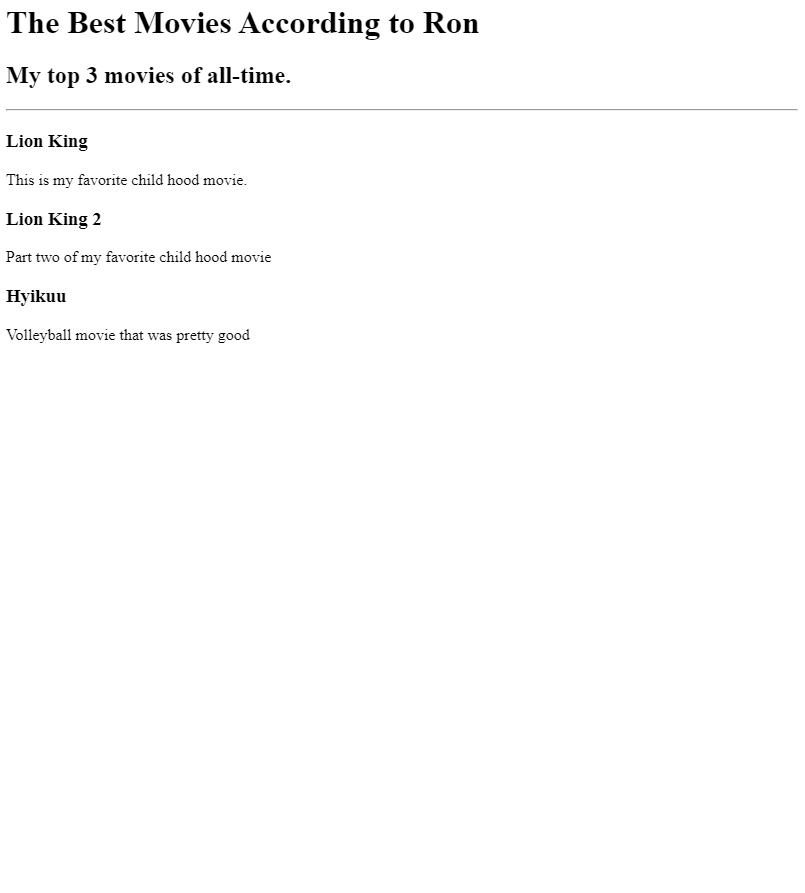 The Best Movies According to Ron
My top 3 movies of all-time.
Lion King
This is my favorite child hood movie.
Lion King 2
Part two of my favorite child hood movie
Hyikuu
Volleyball movie that was pretty good